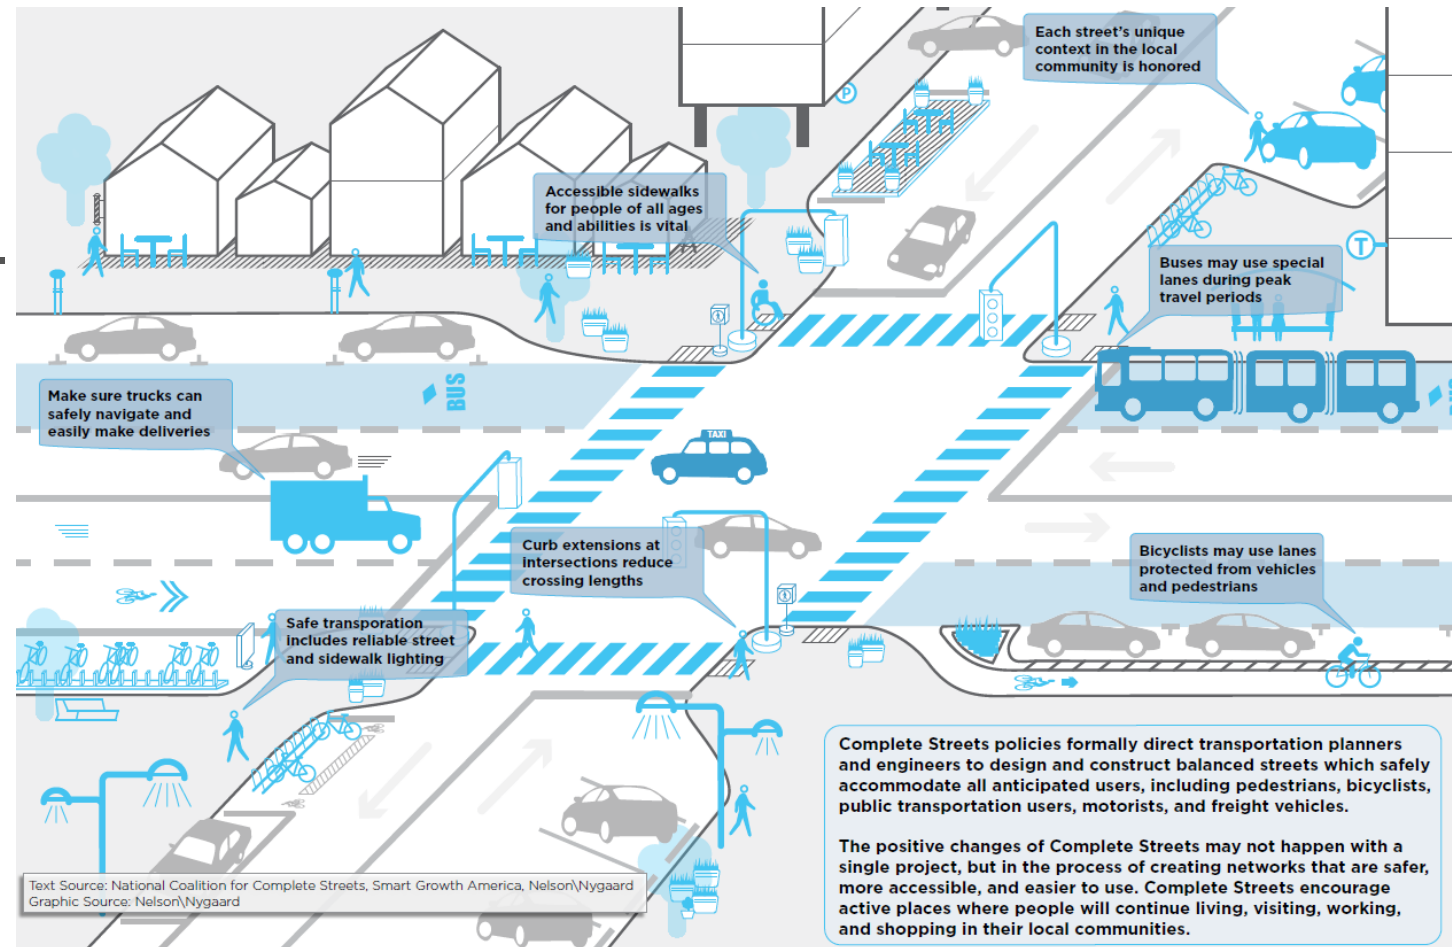 Each street's unique
context in the local
community is honored
P
Accessible sidewalks
for people of all ages
and abilities is vital
T
Buses may use special
lanes during peak
travel periods
Make sure trucks can
safely navigate and
easily make deliveries
BUS
TAXI
Curb extensions at
intersections reduce
crossing lengths
Bicyclists may use lanes
protected from vehicles
and pedestrians
Safe transporation
includes reliable street
and sidewalk lighting
Complete Streets policies formally direct transportation planners
and engineers to design and construct balanced streets which safely
accommodate all anticipated users, including pedestrians, bicyclists,
public transportation users, motorists, and freight vehicles.
The positive changes of Complete Streets may not happen with a
single project, but in the process of creating networks that are safer,
more accessible, and easier to use. Complete Streets encourage
active places where people will continue living, visiting, working,
and shopping in their local communities.
Text Source: National Coalition for Complete Streets, Smart Growth America, Nelson\Nygaard
Graphic Source: Nelson\Nygaard